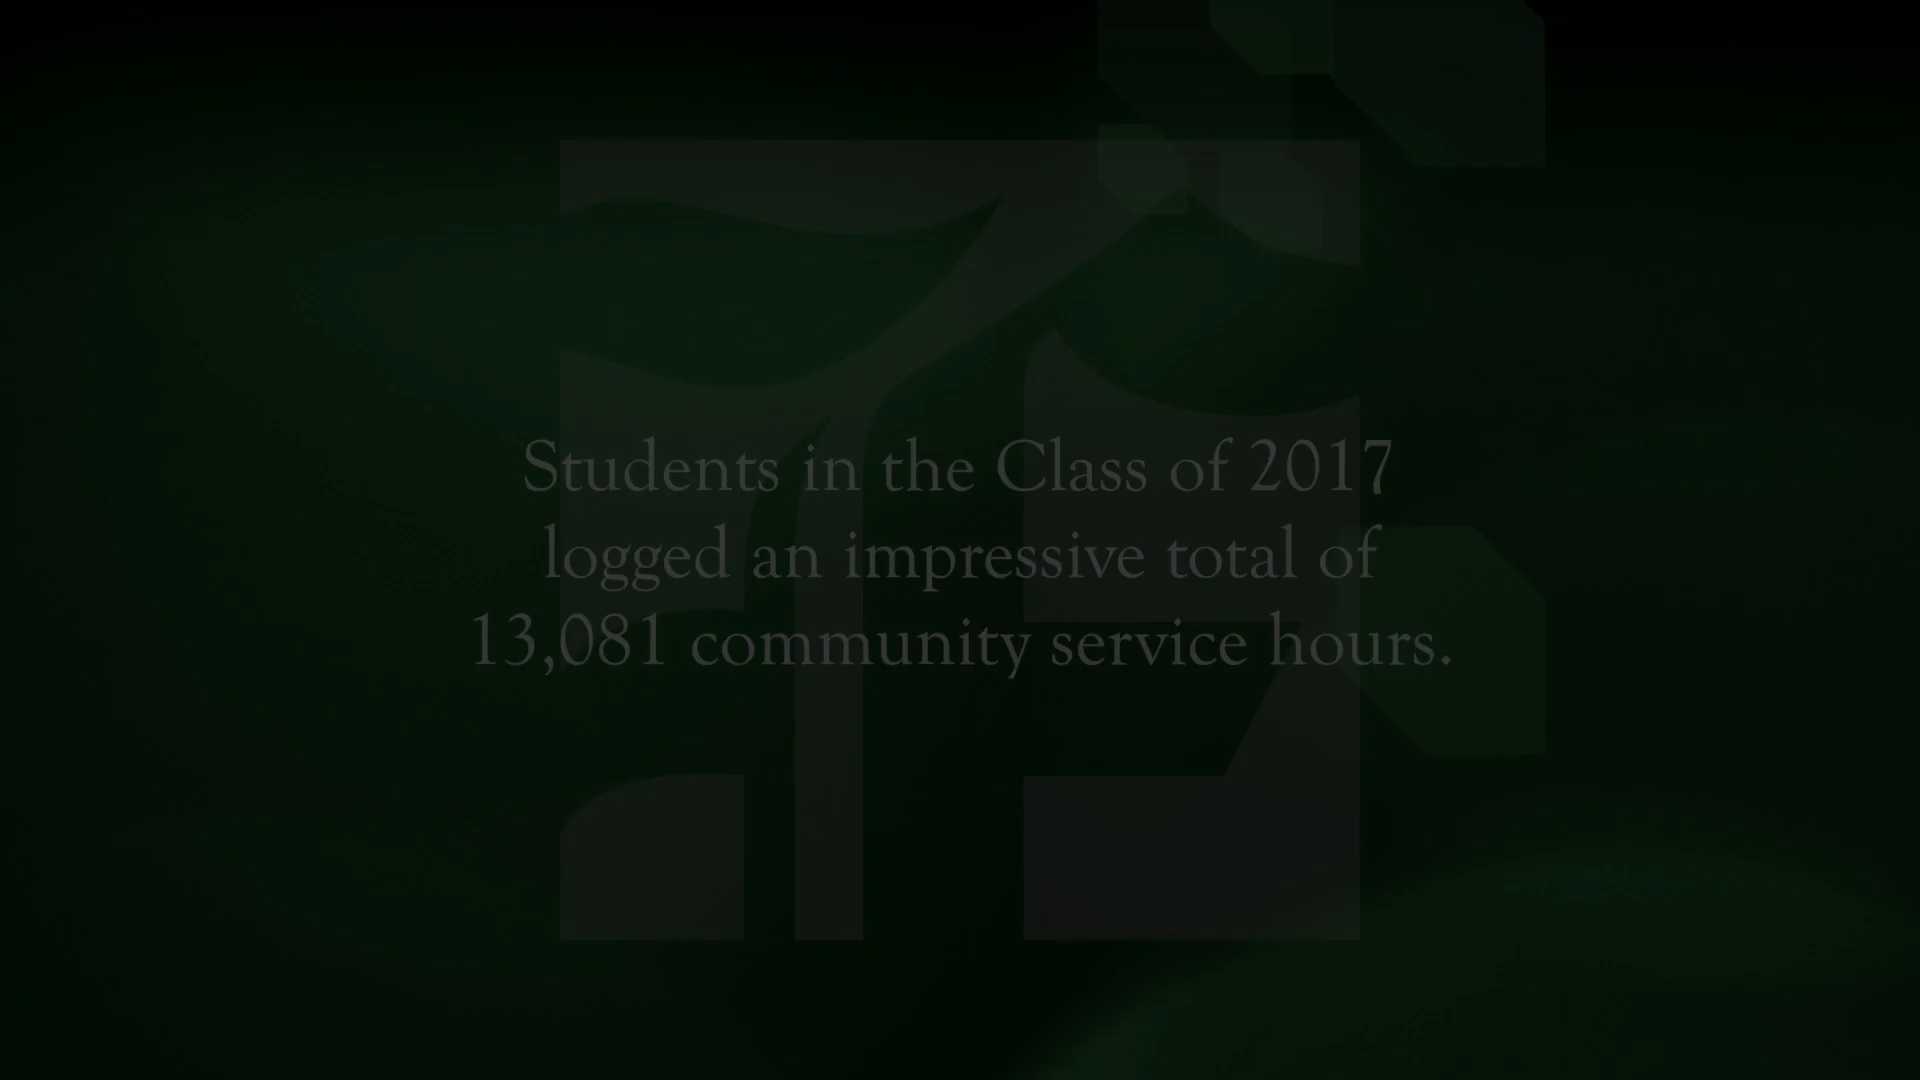 Students in the Class of 2017
logged an impressive total of
13,081 community service hours.